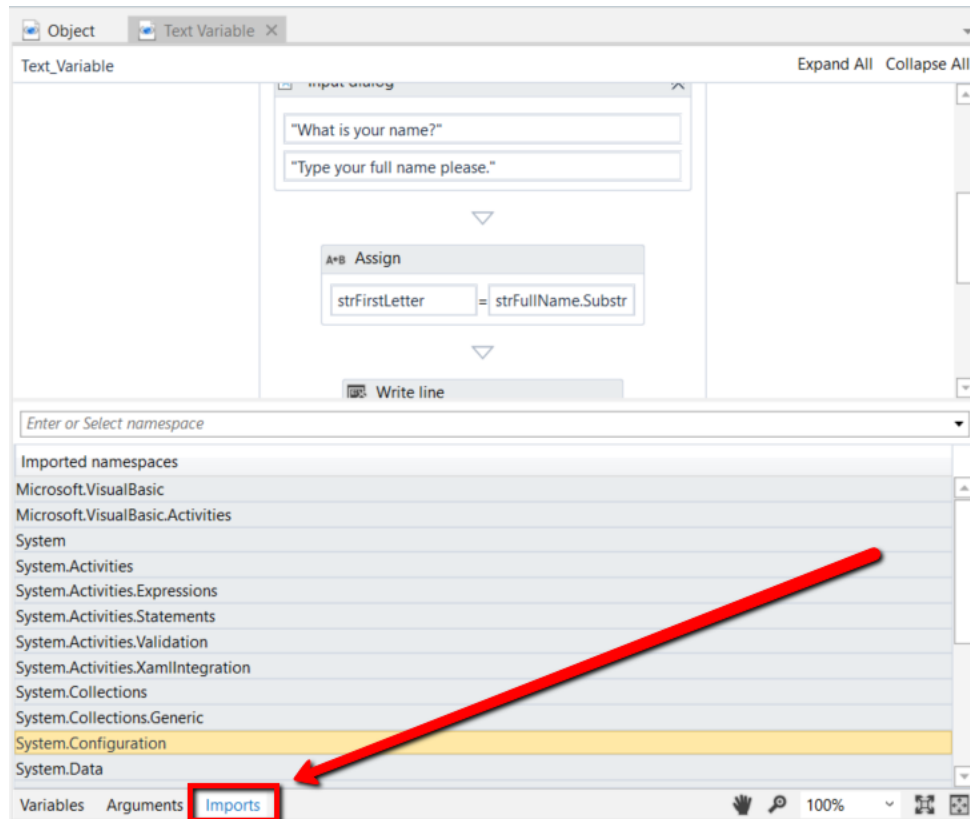 Object Text Variable
Text_Variable Expand All Collapse All
Input dialog
"What is your name?"
"Type your full name please."
A+B Assign
strFirstLetter = strFullName.Substr
Write line
Enter or Select namespace
Imported namespaces
Microsoft.VisualBasic
Microsoft.VisualBasic.Activities
System
System.Activities
System.Activities.Expressions
System.Activities.Statements
System.Activities.Validation
System.Activities.XamlIntegration
System.Collections
System.Collections.Generic
System.Configuration
System.Data
Variables Arguments Imports 100%